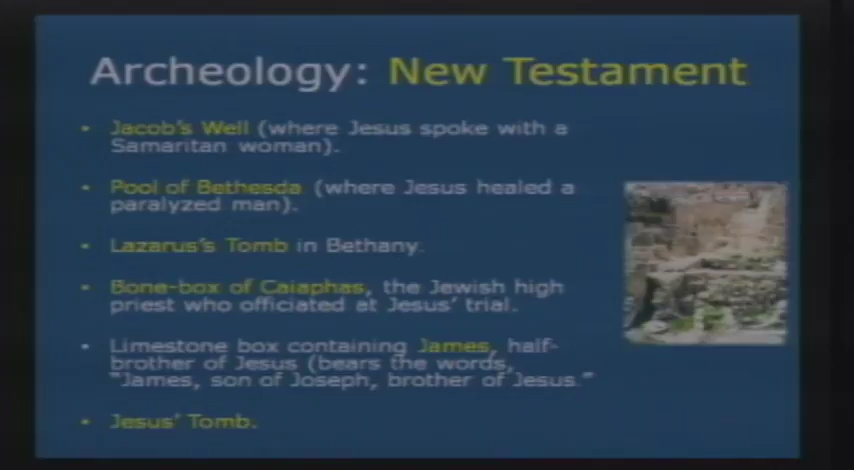 Archeology: New Testament
• Jacob's Well (where Jesus spoke with a
Samaritan woman).
• Pool of Bethesda (where Jesus healed a
paralyzed man).
• Lazarus's Tomb in Bethany.
• Bone-box of Caiaphas, the Jewish high
priest who officiated at Jesus' trial.
• Limestone box containing James, half-
brother of Jesus (bears the words,
"James, son of Joseph, brother of Jesus."
• Jesus' Tomb.